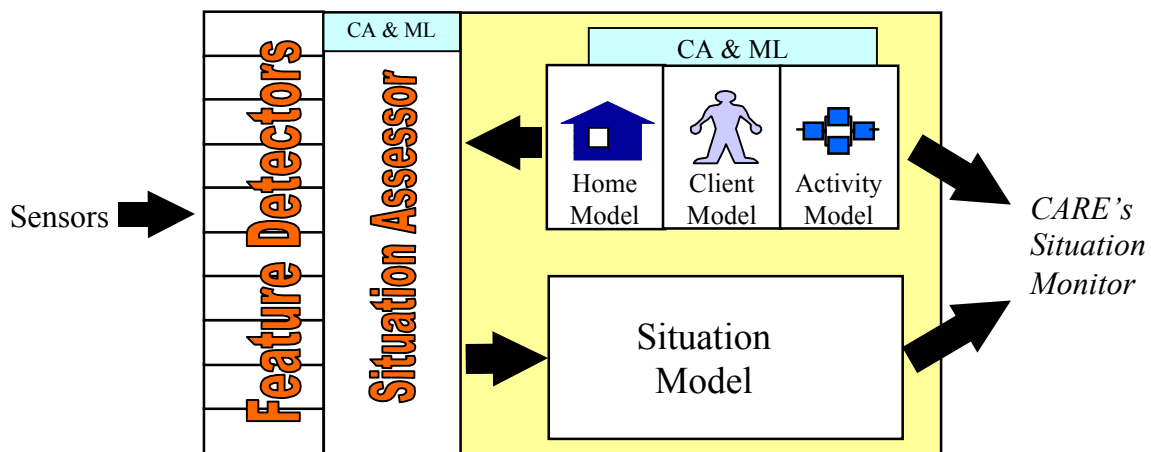 Sensors
Feature Detectors
CA & ML
Situation Assessor
CA & ML
Home
Model
Client
Model
Activity
Model
Situation
Model
CARE’s
Situation
Monitor